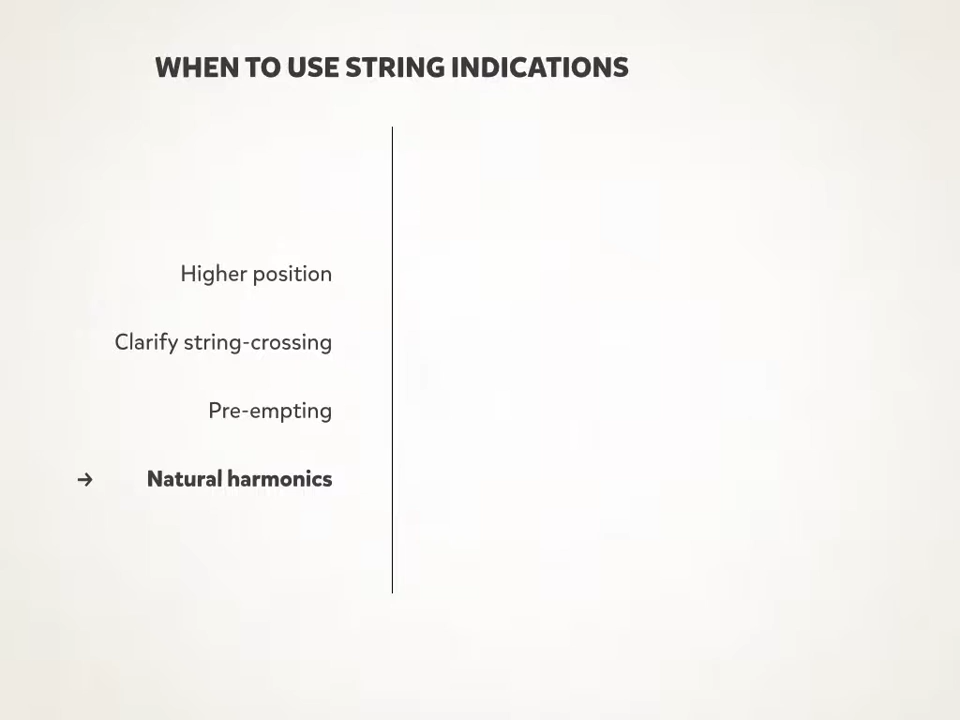 WHEN TO USE STRING INDICATIONS
Higher position
Clarify string-crossing
Pre-empting
→ Natural harmonics